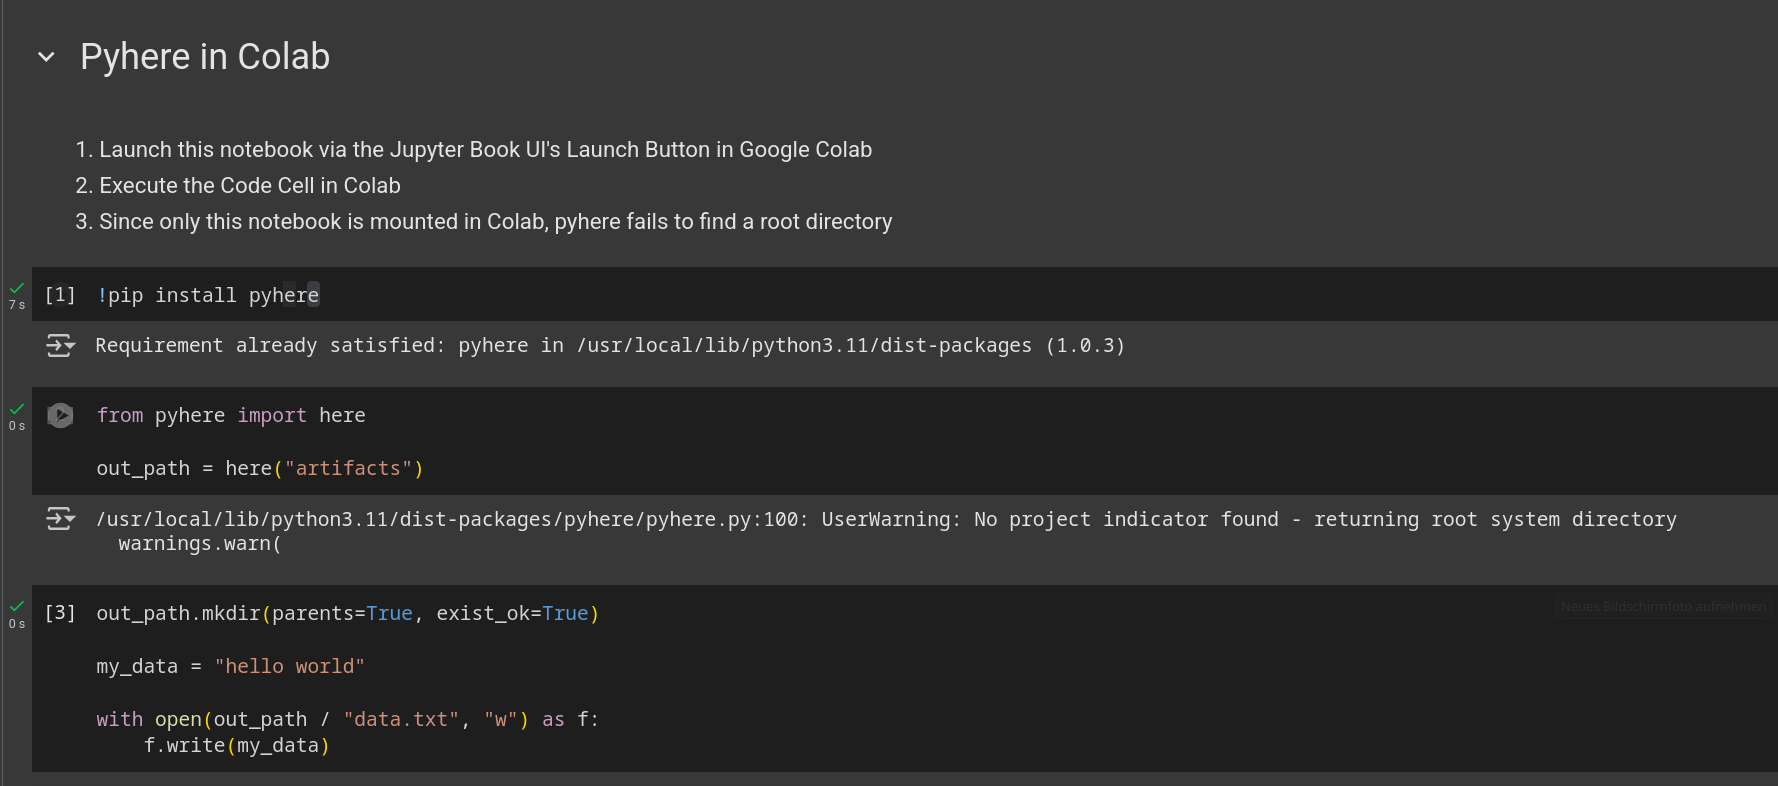 Pyhere in Colab
1. Launch this notebook via the Jupyter Book UI's Launch Button in Google Colab
2. Execute the Code Cell in Colab
3. Since only this notebook is mounted in Colab, pyhere fails to find a root directory
[1] !pip install pyhere
7 s
Requirement already satisfied: pyhere in /usr/local/lib/python3.11/dist-packages (1.0.3)
from pyhere import here
0 s
out_path = here("artifacts")
/usr/local/lib/python3.11/dist-packages/pyhere/pyhere.py:100: UserWarning: No project indicator found - returning root system directory
warnings.warn(
[3] out_path.mkdir(parents=True, exist_ok=True)
Neues Bildschirmfoto aufnehmen
0 s
my_data = "hello world"
with open(out_path / "data.txt", "w") as f:
f.write(my_data)